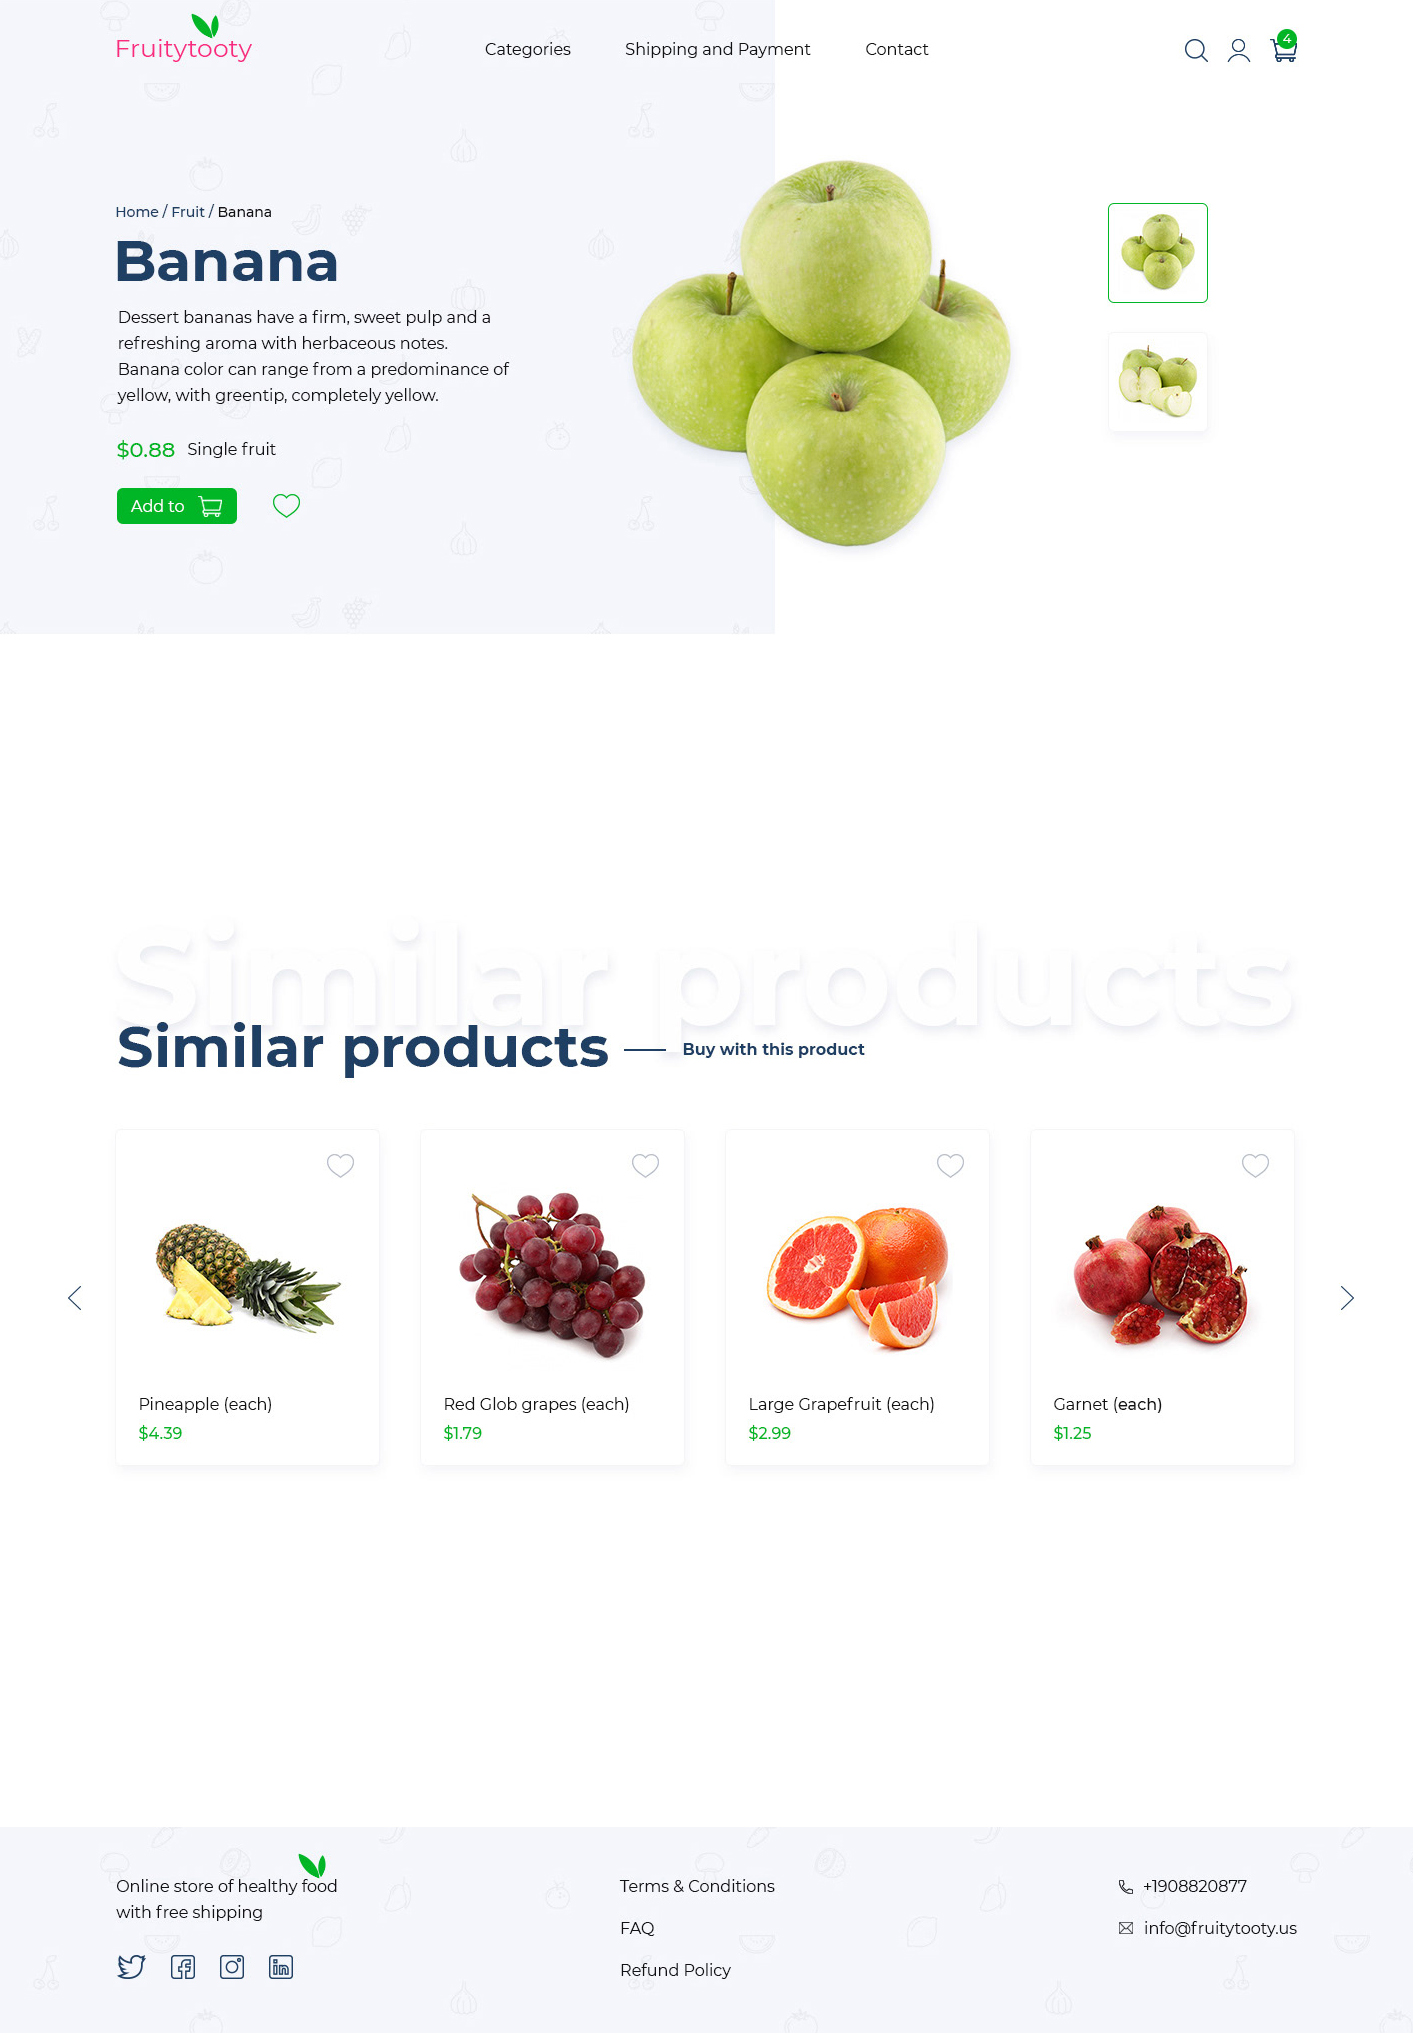 Fruitytooty
Categories
Shipping and Payment
Contact
4
Home / Fruit / Banana
Banana
Dessert bananas have a firm, sweet pulp and a
refreshing aroma with herbaceous notes.
Banana color can range from a predominance of
yellow, with greentip, completely yellow.
$0.88 Single fruit
Add to
Similar products
Similar products
Buy with this product
Pineapple (each)
$4.39
Red Glob grapes (each)
$1.79
Large Grapefruit (each)
$2.99
Garnet (each)
$1.25
Online store of healthy food
with free shipping
Terms & Conditions
FAQ
Refund Policy
+1908820877
info@fruitytooty.us